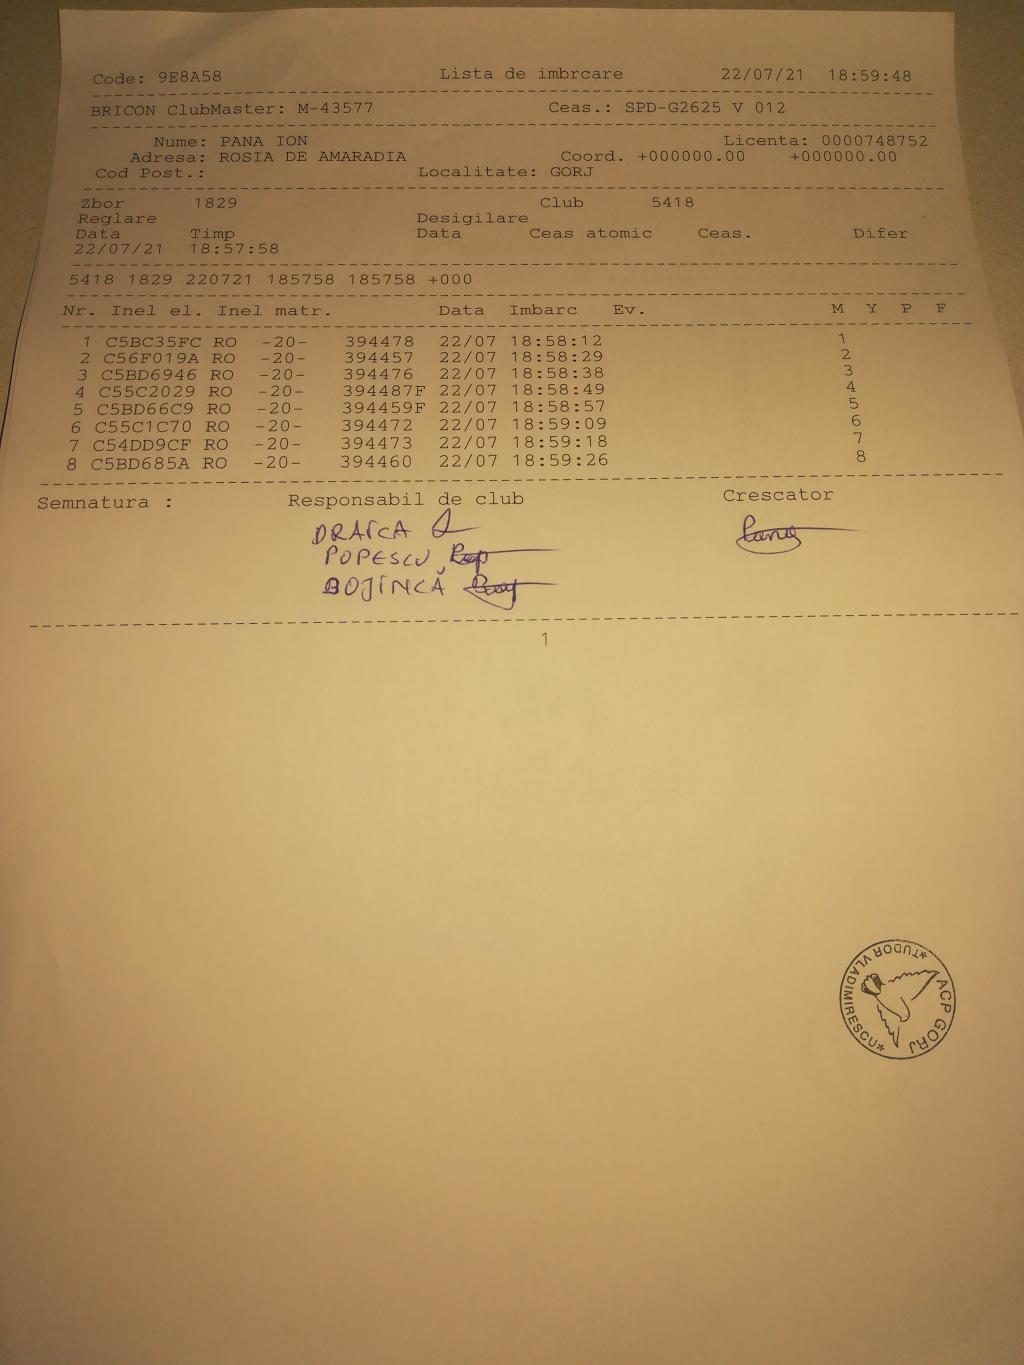 Code: 9E8A58 Lista de imbrcare 22/07/21 18:59:48
BRICON ClubMaster: M-43577 Ceas.: SPD-G2625 V 012
Nume: PANA ION Licenta: 0000748752
Adresa: ROSIA DE AMARADIA Coord. +000000.00 +000000.00
Cod Post.: Localitate: GORJ
Zbor 1829 Club 5418
Reglare Desigilare
Data Timp Data Ceas atomic Ceas. Difer
22/07/21 18:57:58
5418 1829 220721 185758 185758 +000
Nr. Inel el. Inel matr. Data Imbarc Ev. M Y P F
1 C5BC35FC RO -20- 394478 22/07 18:58:12 1
2 C56F019A RO -20- 394457 22/07 18:58:29 2
3 C5BD6946 RO -20- 394476 22/07 18:58:38 3
4 C55C2029 RO -20- 394487F 22/07 18:58:49 4
5 C5BD66C9 RO -20- 394459F 22/07 18:58:57 5
6 C55C1C70 RO -20- 394472 22/07 18:59:09 6
7 C54DD9CF RO -20- 394473 22/07 18:59:18 7
8 C5BD685A RO -20- 394460 22/07 18:59:26 8
Semnatura : Responsabil de club Crescator
POPESCU
BOJINCĂ
1
ACP GORJ
*TUDOR VLADIMIRESCU*